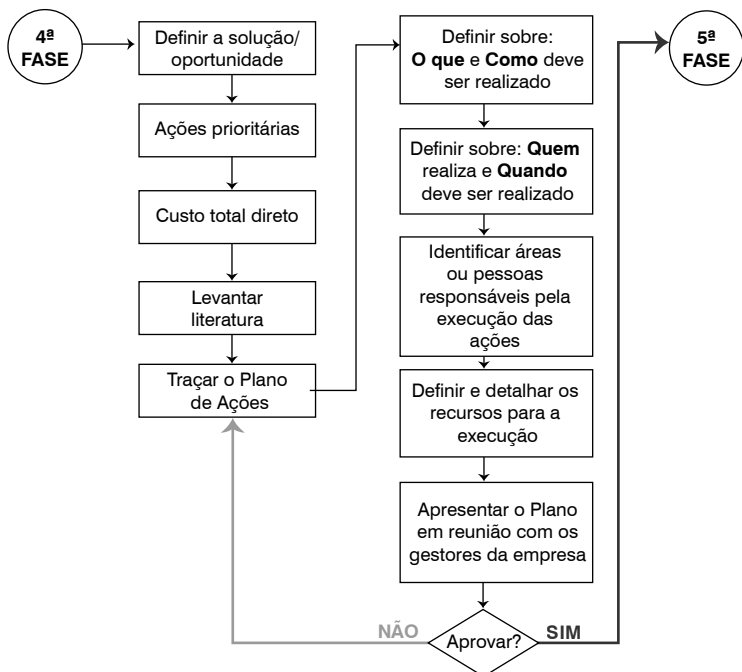 4ª
FASE
Definir a solução/
oportunidade
Ações prioritárias
Custo total direto
Levantar
literatura
Traçar o Plano
de Ações
Definir sobre:
O que e Como deve
ser realizado
Definir sobre: Quem
realiza e Quando
deve ser realizado
Identificar áreas
ou pessoas
responsáveis pela
execução das
ações
Definir e detalhar os
recursos para a
execução
Apresentar o Plano
em reunião com os
gestores da empresa
Aprovar?
NÃO
SIM
5ª
FASE